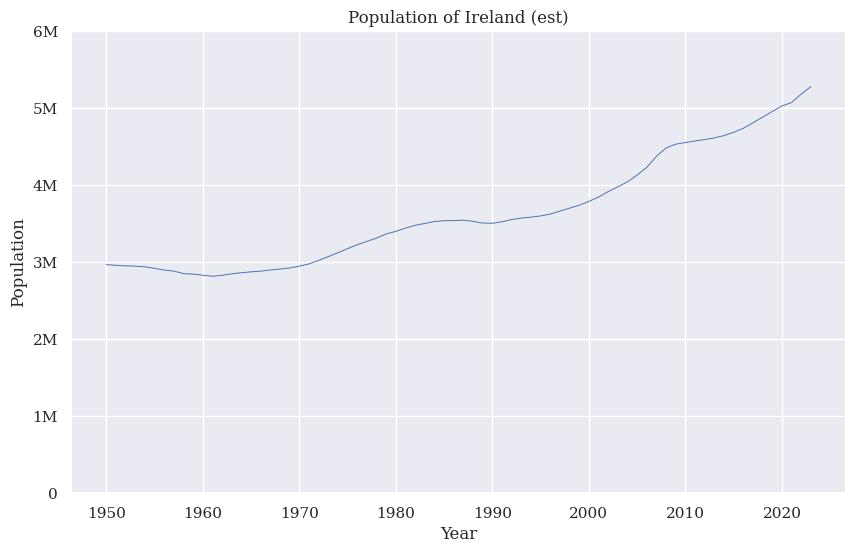 Population of Ireland (est)
6M
5M
4M
3M
2M
1M
0
Population
1950 1960 1970 1980 1990 2000 2010 2020
Year